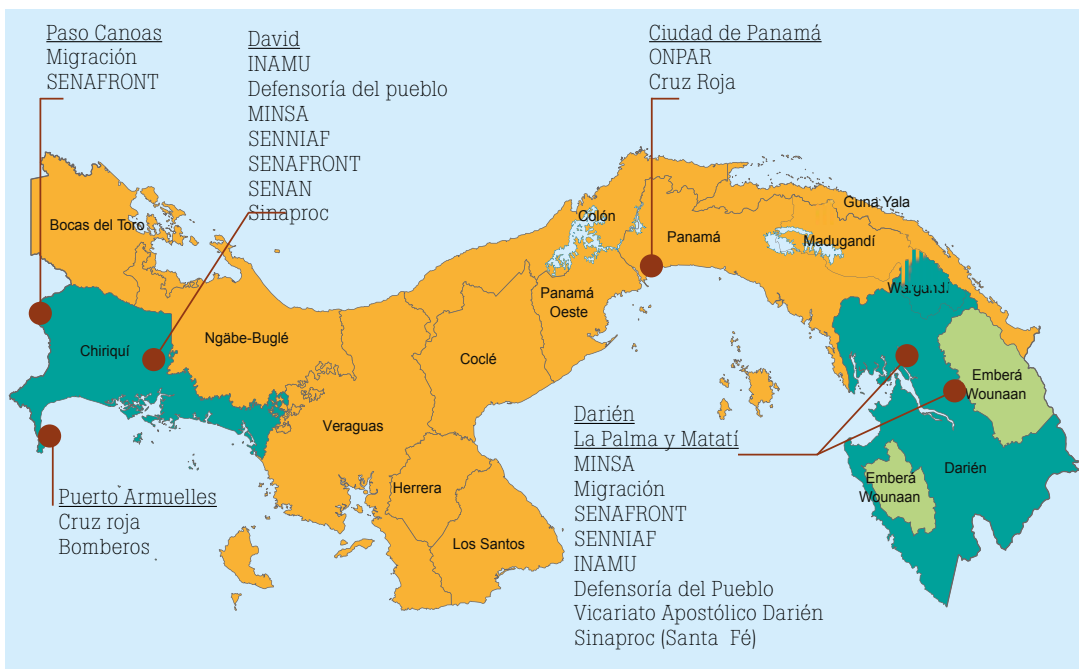 Paso Canoas
Migración
SENAFRONT
David
INAMU
Defensoría del pueblo
MINSA
SENNIAF
SENAFRONT
SENAN
Sinaproc
Ciudad de Panamá
ONPAR
Cruz Roja
Bocas del Toro
Colón
Guna Yala
Panamá
Madugandí
Wargandí
Panamá
Oeste
Ngäbe-Buglé
Chiriquí
Coclé
Emberá
Wounaan
Veraguas
Herrera
Los Santos
Darién
Emberá
Wounaan
Puerto Armuelles
Cruz roja
Bomberos
Darién
La Palma y Matatí
MINSA
Migración
SENAFRONT
SENNIAF
INAMU
Defensoría del Pueblo
Vicariato Apostólico Darién
Sinaproc (Santa Fé)